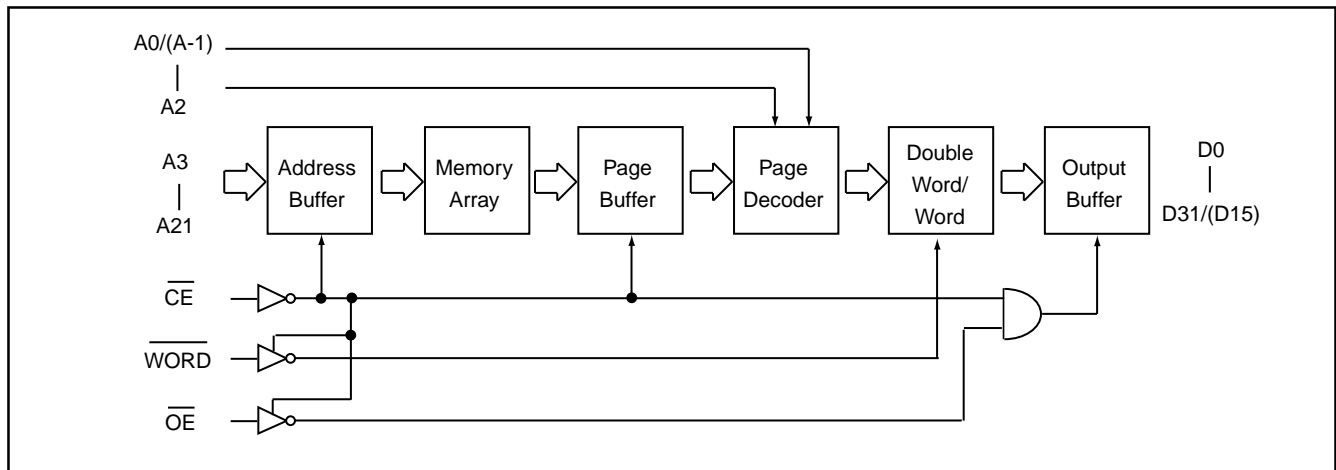 A0/(A-1)
A2
A3
A21
Address
Buffer
Memory
Array
Page
Buffer
Page
Decoder
Double
Word/
Word
Output
Buffer
D0
D31/(D15)
CE
WORD
OE